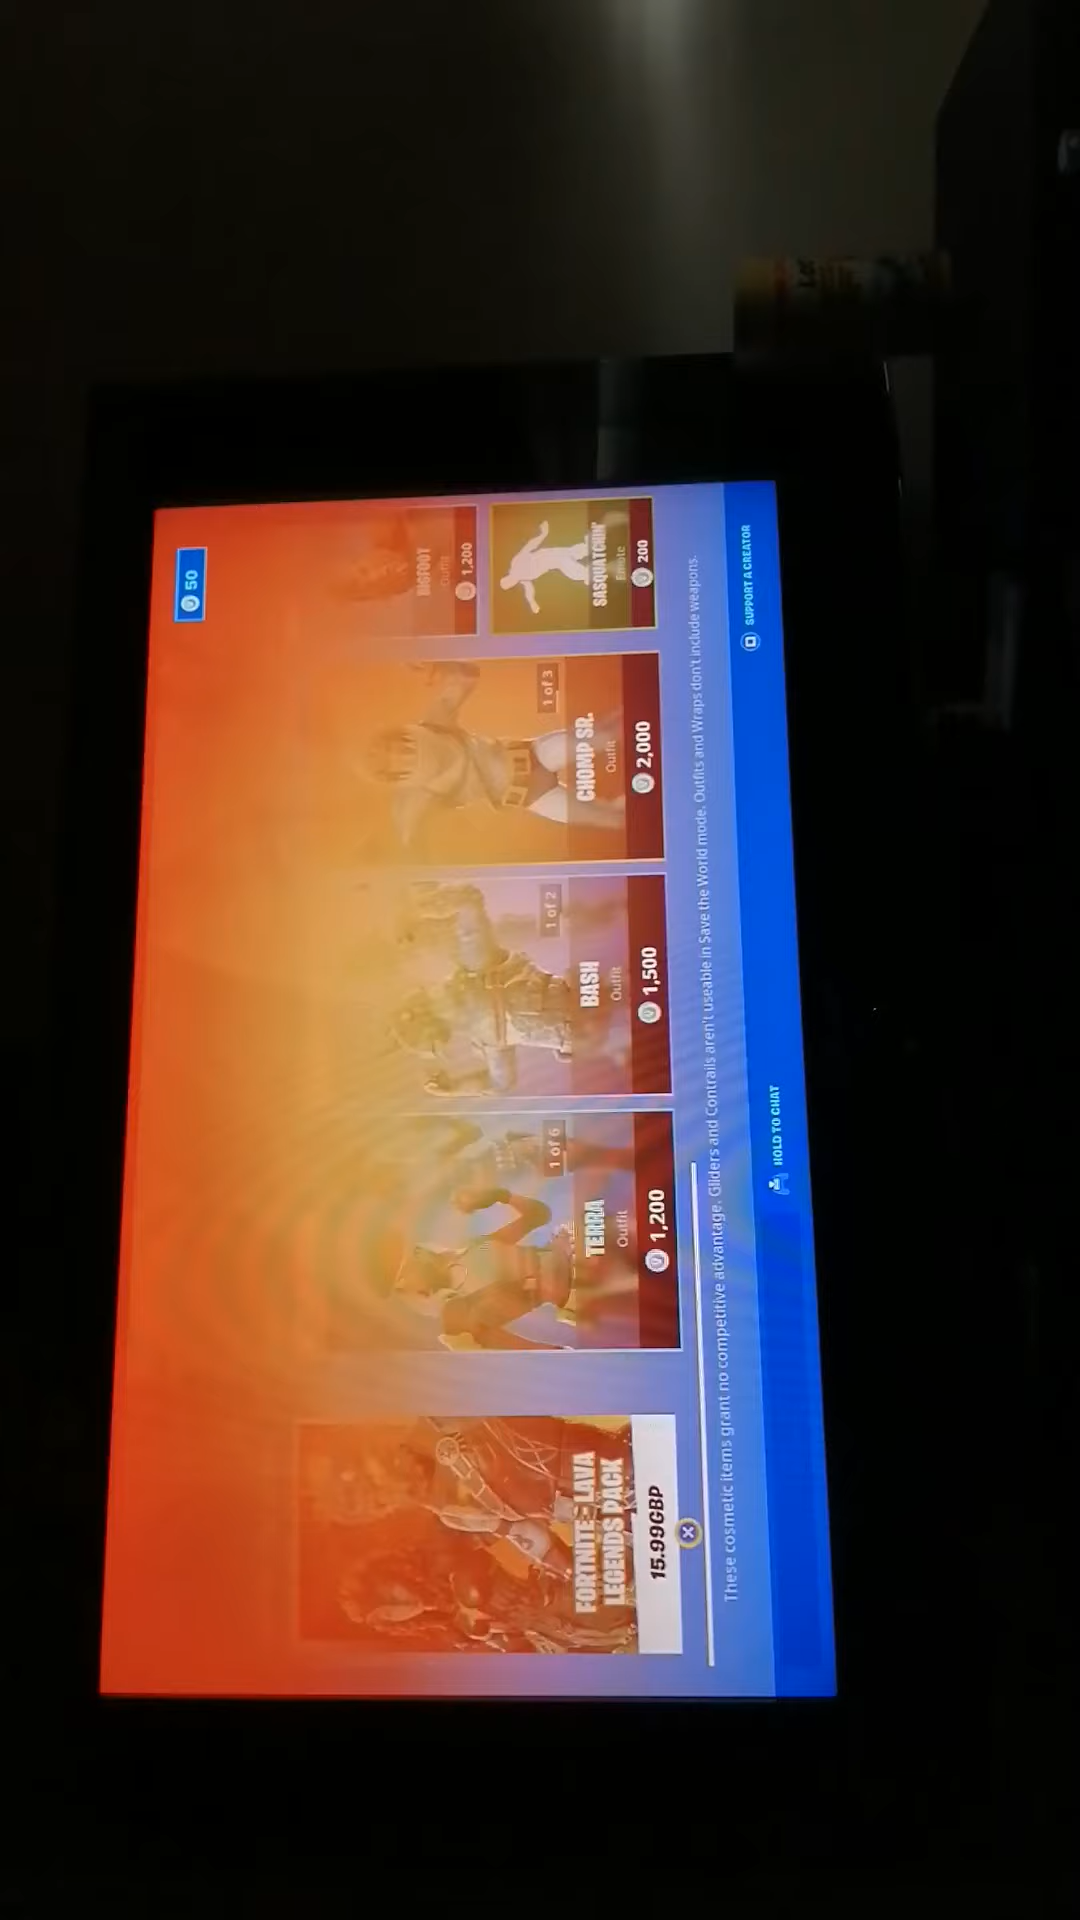 50
FORTNITE: LAVA
LEGENDS PACK
15.99GBP
1 of 6
TERRA
Outfit
1,200
1 of 2
BASH
Outfit
1,500
1 of 3
CHOMP SR.
Outfit
2,000
BIGFOOT
Outfit
1,200
SASQUATCHIN'
Emote
200
These cosmetic items grant no competitive advantage. Gliders and Contrails aren't useable in Save the World mode. Outfits and Wraps don't include weapons.
HOLD TO CHAT
SUPPORT A CREATOR